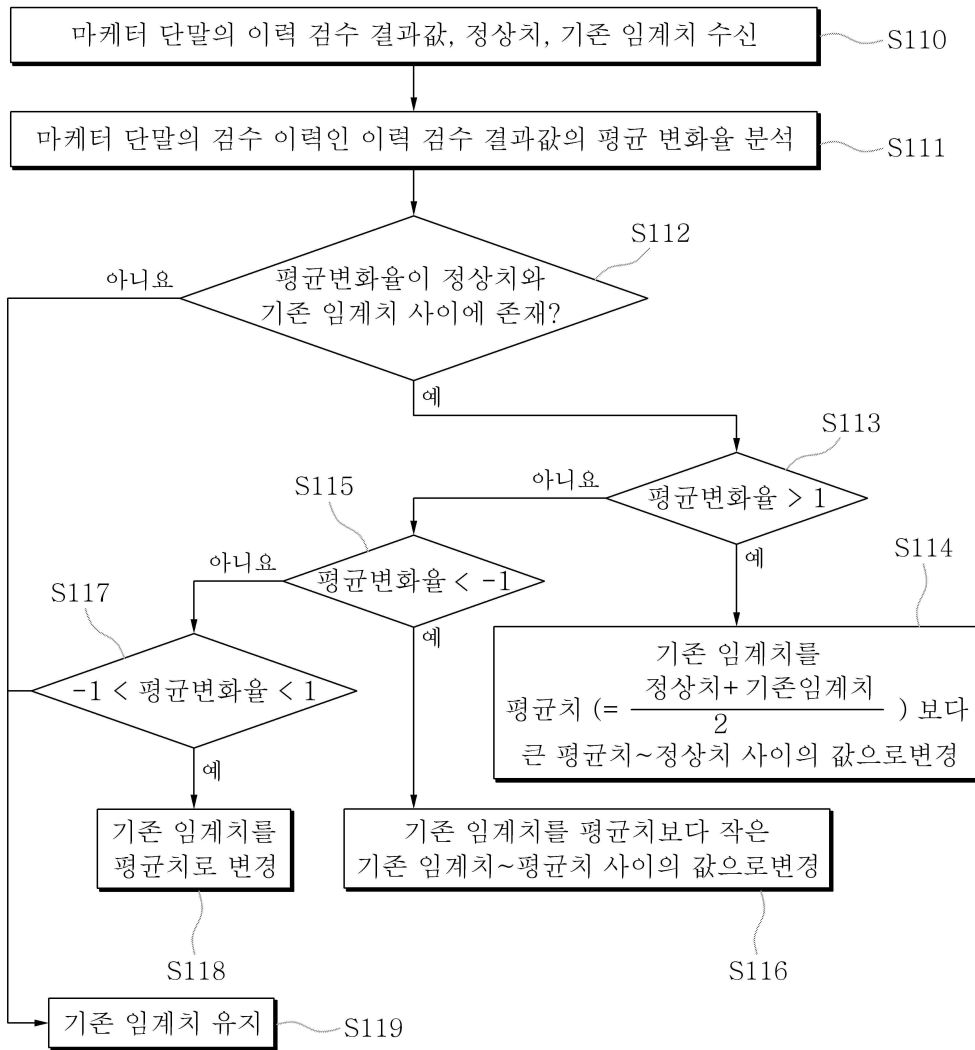 마케터 단말의 이력 검수 결과값, 정상치, 기존 임계치 수신
S110
마케터 단말의 검수 이력인 이력 검수 결과값의 평균 변화율 분석
S111
S112
아니요
평균변화율이 정상치와
기존 임계치 사이에 존재?
예
S113
아니요
평균변화율 > 1
예
S115
아니요
평균변화율 < -1
예
S114
기존 임계치를
평균치 (= 정상치+기존임계치 / 2 ) 보다
큰 평균치~정상치 사이의 값으로변경
S117
-1 < 평균변화율 < 1
예
기존 임계치를
평균치로 변경
S118
기존 임계치를 평균치보다 작은
기존 임계치~평균치 사이의 값으로변경
S116
기존 임계치 유지
S119